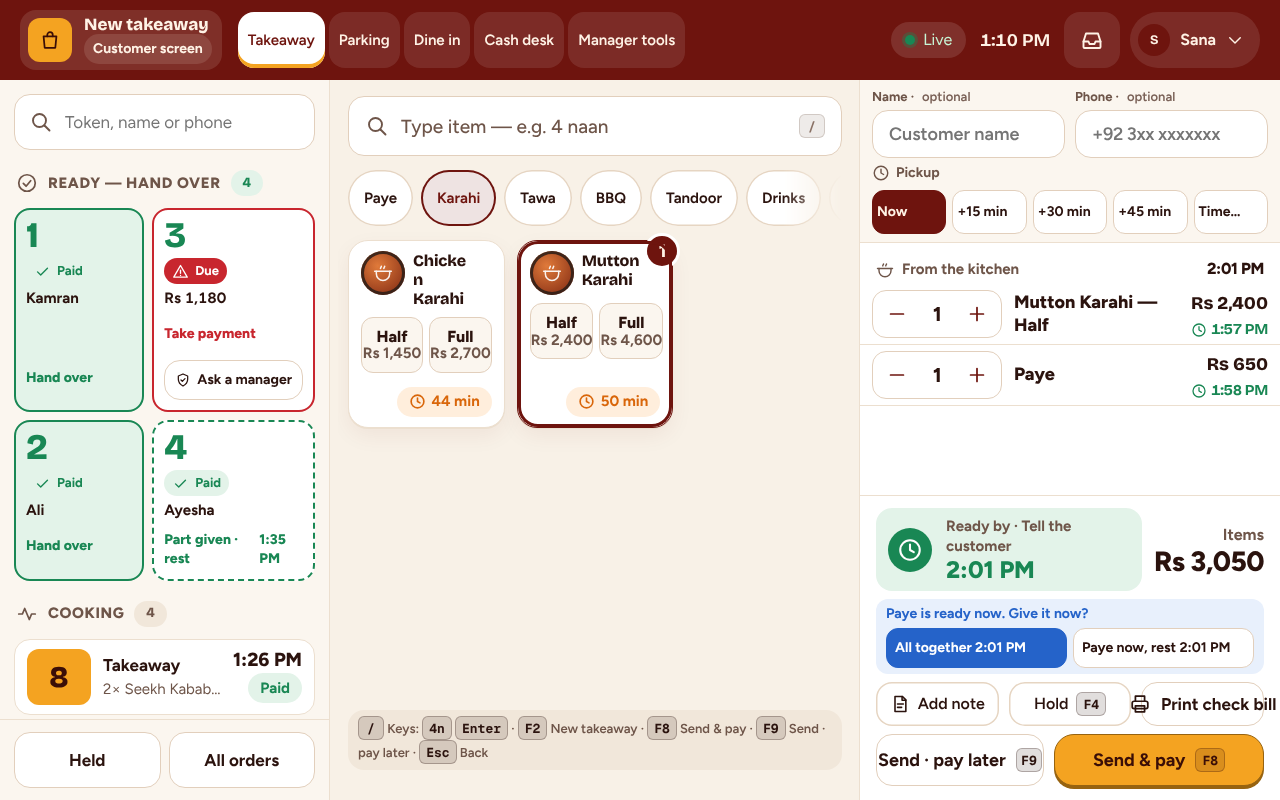 New takeaway
Customer screen
Takeaway
Parking
Dine in
Cash desk
Manager tools
Live
1:10 PM
S
Sana
Token, name or phone
READY — HAND OVER 4
1
Paid
Kamran
Hand over
3
Due
Rs 1,180
Take payment
Ask a manager
2
Paid
Ali
Hand over
4
Paid
Ayesha
Part given · rest
1:35 PM
COOKING 4
8
Takeaway
2× Seekh Kabab...
1:26 PM
Paid
Held
All orders
Type item — e.g. 4 naan
/
Paye
Karahi
Tawa
BBQ
Tandoor
Drinks
Chicke
n
Karahi
Half
Rs 1,450
Full
Rs 2,700
44 min
1
Mutton
Karahi
Half
Rs 2,400
Full
Rs 4,600
50 min
/ Keys: 4n Enter · F2 New takeaway · F8 Send & pay · F9 Send ·
pay later · Esc Back
Name · optional
Customer name
Phone · optional
+92 3xx xxxxxxx
Pickup
Now
+15 min
+30 min
+45 min
Time...
From the kitchen
2:01 PM
1
Mutton Karahi —
Half
Rs 2,400
1:57 PM
1
Paye
Rs 650
1:58 PM
Ready by · Tell the
customer
2:01 PM
Items
Rs 3,050
Paye is ready now. Give it now?
All together 2:01 PM
Paye now, rest 2:01 PM
Add note
Hold F4
Print check bill
Send · pay later F9
Send & pay F8